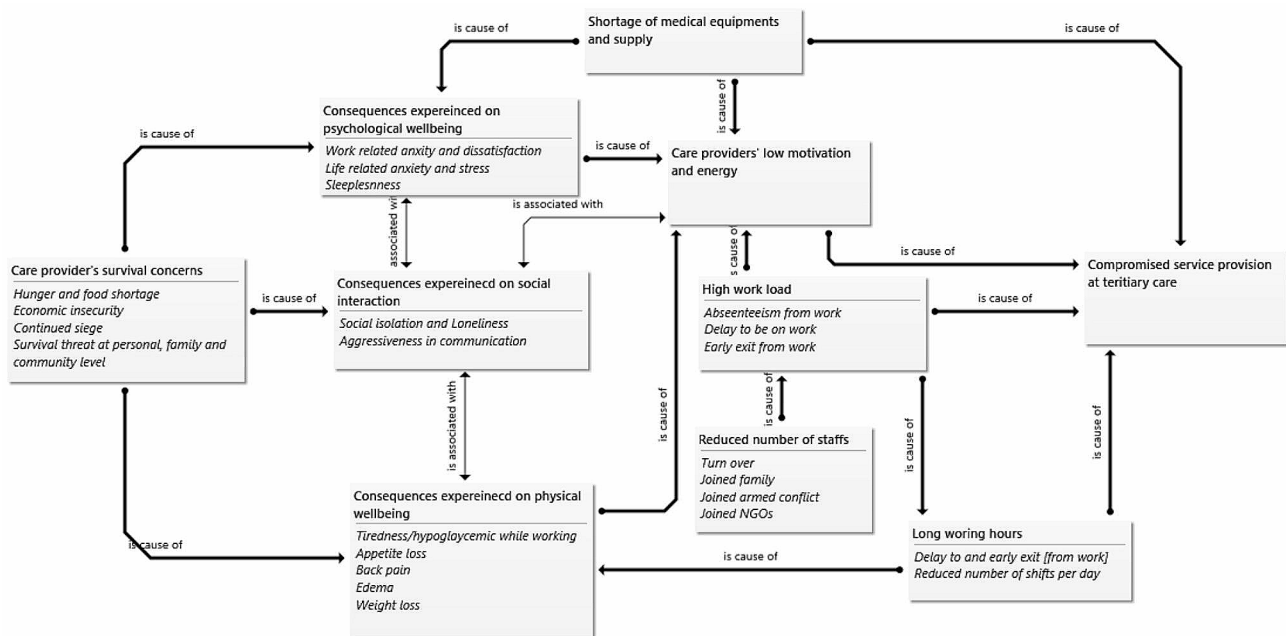 Shortage of medical equipments
and supply
is cause of
is cause of
is cause of
Consequences expereinced on
psychological wellbeing
Work related anxity and dissatisfaction
Life related anxiety and stress
Sleeplesnness
is cause of
is cause of
Care providers' low motivation
and energy
is associated with
associated with
Care provider's survival concerns
Hunger and food shortage
Economic insecurity
Continued siege
Survival threat at personal, family and
community level
is cause of
Consequences expereinecd on social
interaction
Social isolation and Loneliness
Aggressiveness in communication
is cause of
High work load
Abseenteeism from work
Delay to be on work
Early exit from work
is cause of
is cause of
Compromised service provision
at teritiary care
is associated with
is cause of
is cause of
Reduced number of staffs
Turn over
Joined family
Joined armed conflict
Joined NGOs
is cause of
is cause of
Consequences expereinecd on physical
wellbeing
Tiredness/hypoglaycemic while working
Appetite loss
Back pain
Edema
Weight loss
is cause of
is cause of
Long woring hours
Delay to and early exit [from work]
Reduced number of shifts per day